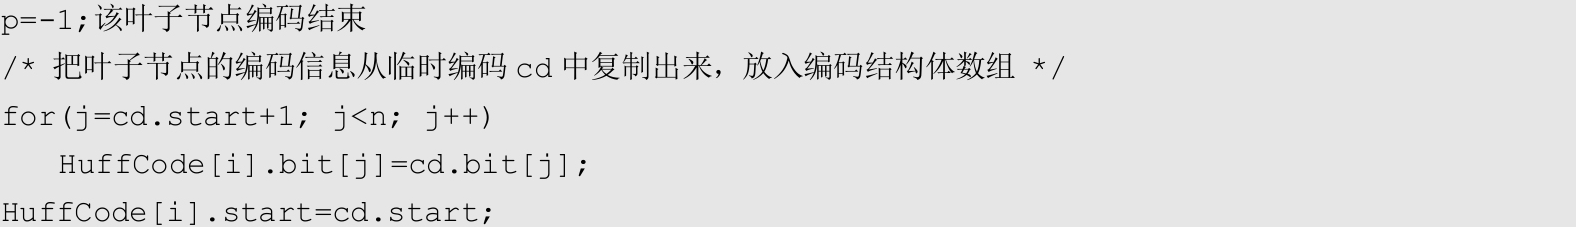 p=-1;该叶子节点编码结束
/* 把叶子节点的编码信息从临时编码cd中复制出来，放入编码结构体数组 */
for(j=cd.start+1; j<n; j++)
HuffCode[i].bit[j]=cd.bit[j];
HuffCode[i].start=cd.start;